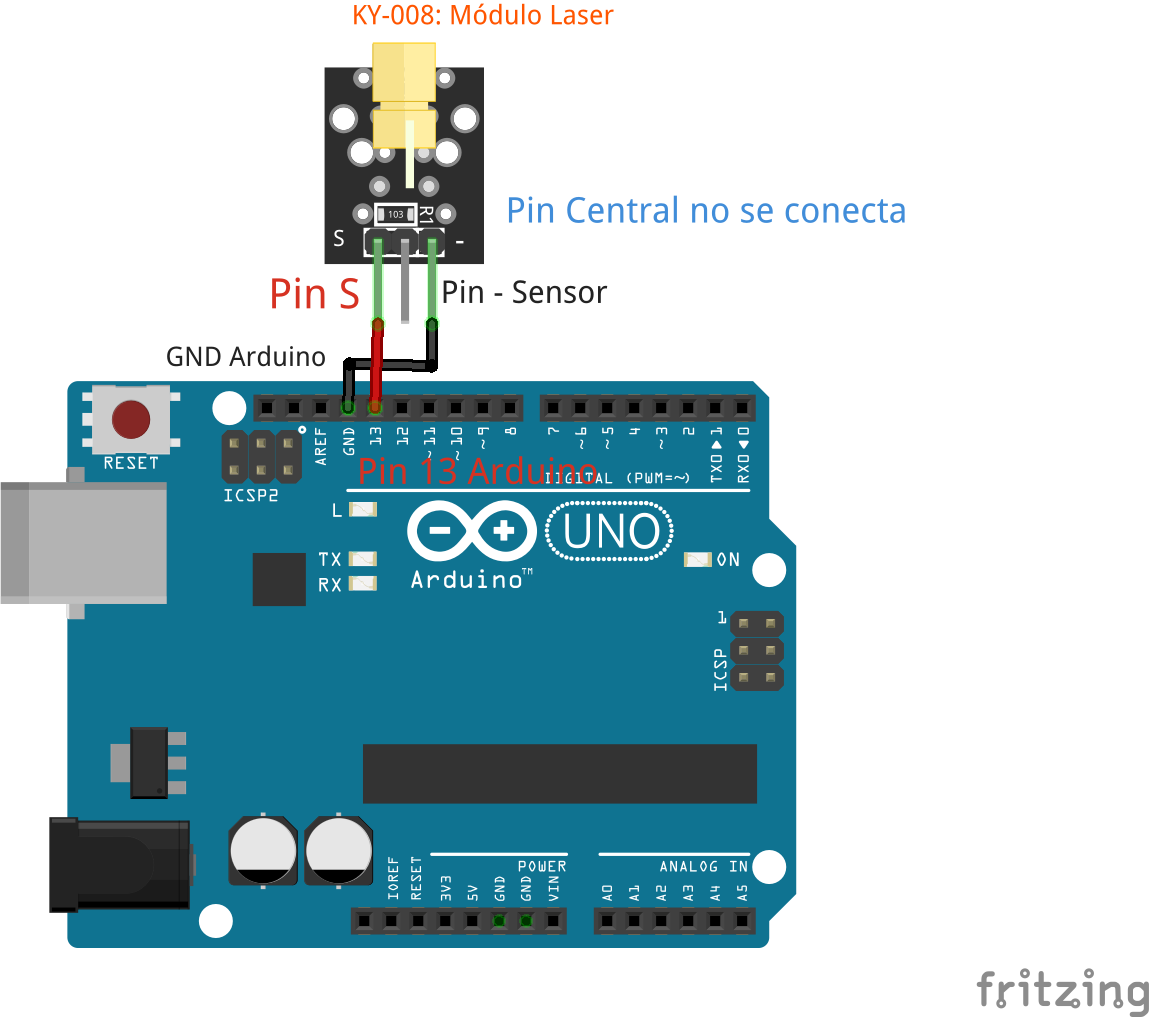 KY-008: Módulo Laser
103
R1
S
-
Pin Central no se conecta
Pin S
Pin - Sensor
GND Arduino
RESET
ICSP2
AREF
GND
13
12
~11
~10
~9
8
7
~6
~5
4
~3
2
TX0▶1
RX0◀0
Pin 13 Arduino
DIGITAL (PWM=~)
L
TX
RX
Arduino™
UNO
ON
1
ICSP
POWER
ANALOG IN
IOREF
RESET
3V3
5V
GND
GND
VIN
A0
A1
A2
A3
A4
A5
fritzing